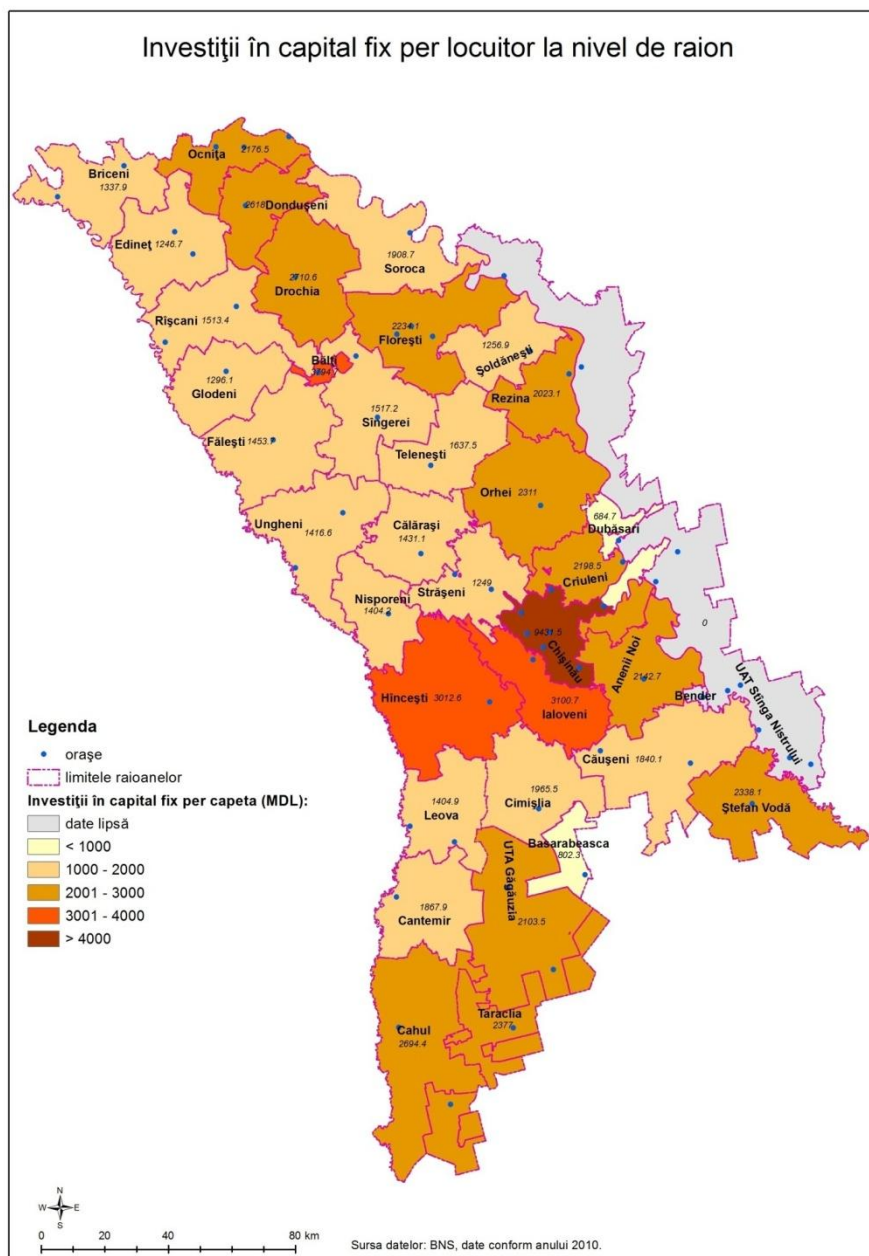 Investiţii în capital fix per locuitor la nivel de raion
Ocniţa
2176.5
Briceni
1337.9
2618
Donduşeni
Edineţ
1246.7
1908.7
Soroca
2710.6
Drochia
Rîşcani
1513.4
Floreşti
1256.9
Şoldăneşti
Bălţi
1296.1
Glodeni
Rezina
2023.1
1517.2
Sîngerei
Făleşti
1637.5
Teleneşti
Orhei
2311
684.7
Dubăsari
Ungheni
1416.6
Călăraşi
1431.1
2198.5
Criuleni
Străşeni
1249
Nisporeni
9431.5
Chişinău
0
Anenii Noi
2142.7
Bender
UAT Stînga Nistrului
Hînceşti
3012.6
3100.7
Ialoveni
Căuşeni
1840.1
1965.5
Cimişlia
1404.9
Leova
2338.1
Ştefan Vodă
Basarabeasca
802.3
UTA Găgăuzia
2103.5
1867.9
Cantemir
Taraclia
2377
Cahul
2694.4
Legenda
oraşe
limitele raioanelor
Investiţii în capital fix per capeta (MDL):
date lipsă
< 1000
1000 - 2000
2001 - 3000
3001 - 4000
> 4000
N
W E
S
0 20 40 80 km
Sursa datelor: BNS, date conform anului 2010.